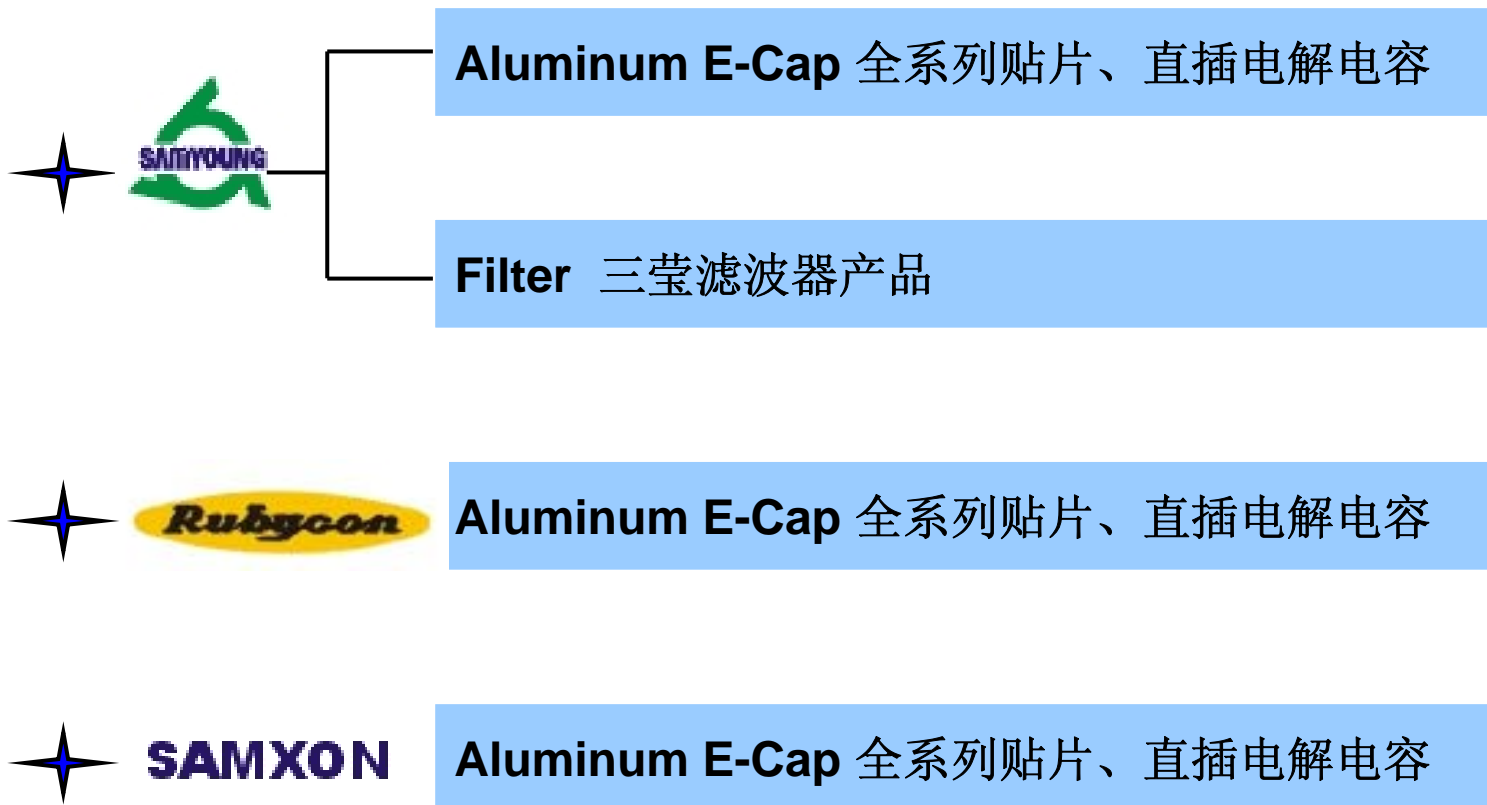 Aluminum E-Cap 全系列贴片、直插电解电容
SAMYOUNG
Filter 三莹滤波器产品
Rubycon
Aluminum E-Cap 全系列贴片、直插电解电容
SAMXON
Aluminum E-Cap 全系列贴片、直插电解电容